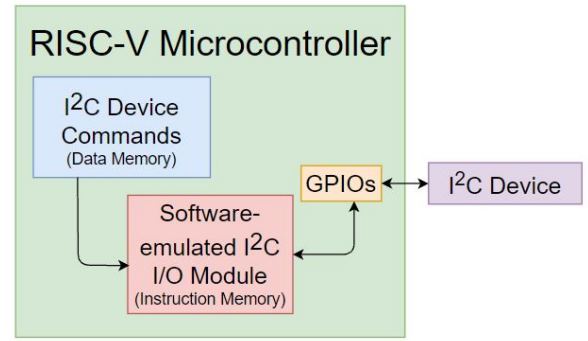 RISC-V Microcontroller
I²C Device
Commands
(Data Memory)
GPIOs
I²C Device
Software-
emulated I²C
I/O Module
(Instruction Memory)